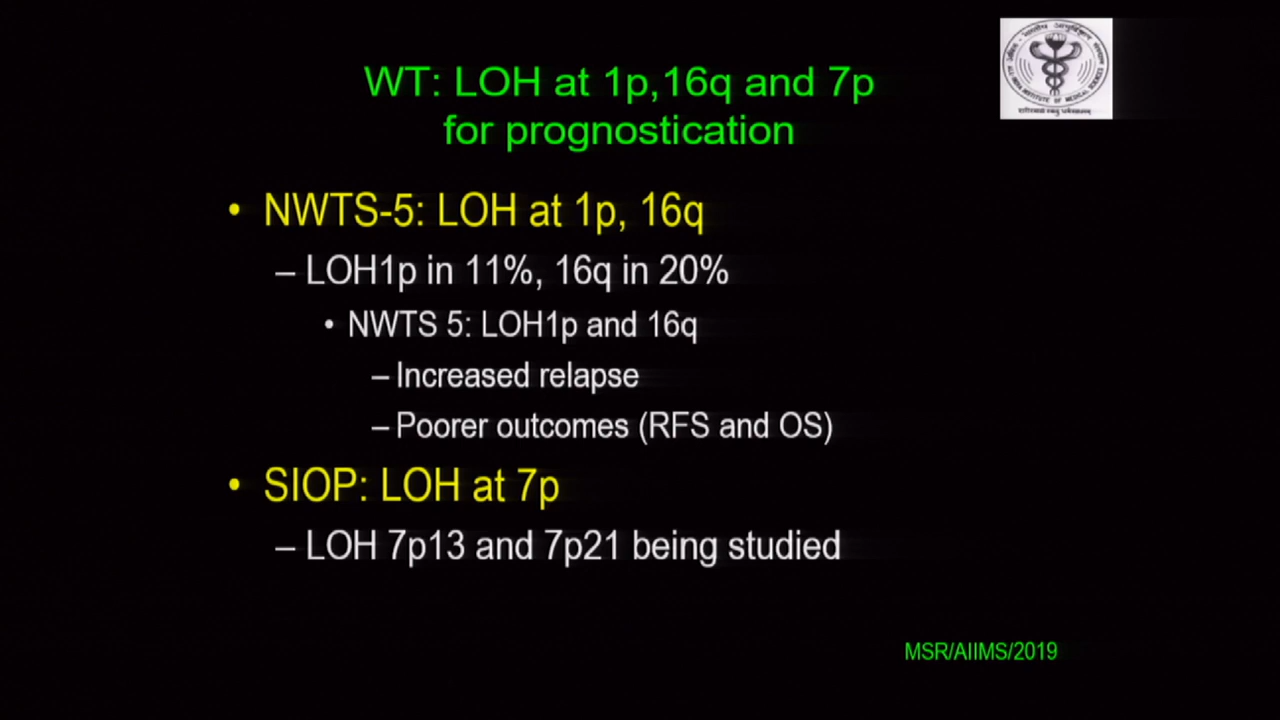 WT: LOH at 1p,16q and 7p
for prognostication
• NWTS-5: LOH at 1p, 16q
– LOH1p in 11%, 16q in 20%
• NWTS 5: LOH1p and 16q
– Increased relapse
– Poorer outcomes (RFS and OS)
• SIOP: LOH at 7p
– LOH 7p13 and 7p21 being studied
MSR/AIIMS/2019